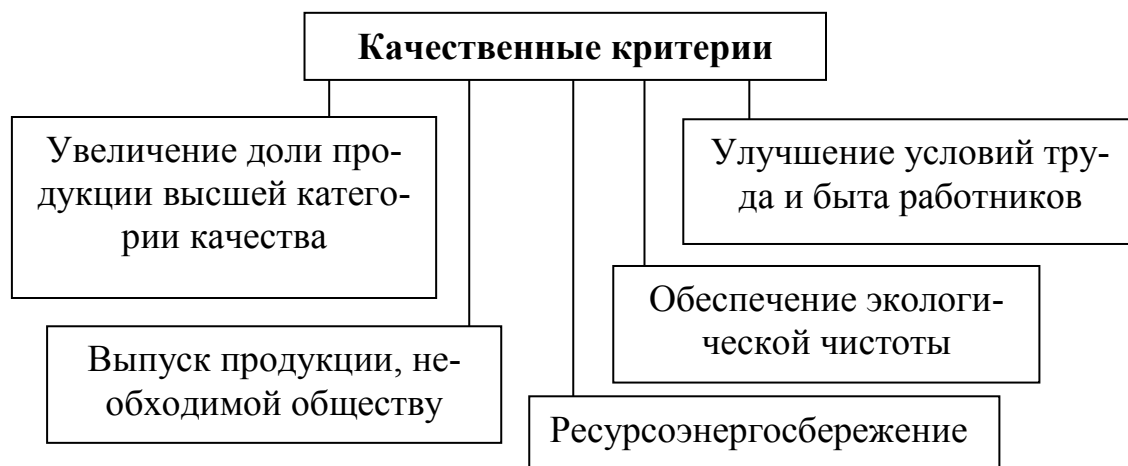 Качественные критерии
Увеличение доли про-
дукции высшей катего-
рии качества
Улучшение условий тру-
да и быта работников
Обеспечение экологи-
ческой чистоты
Выпуск продукции, не-
обходимой обществу
Ресурсоэнергосбережение